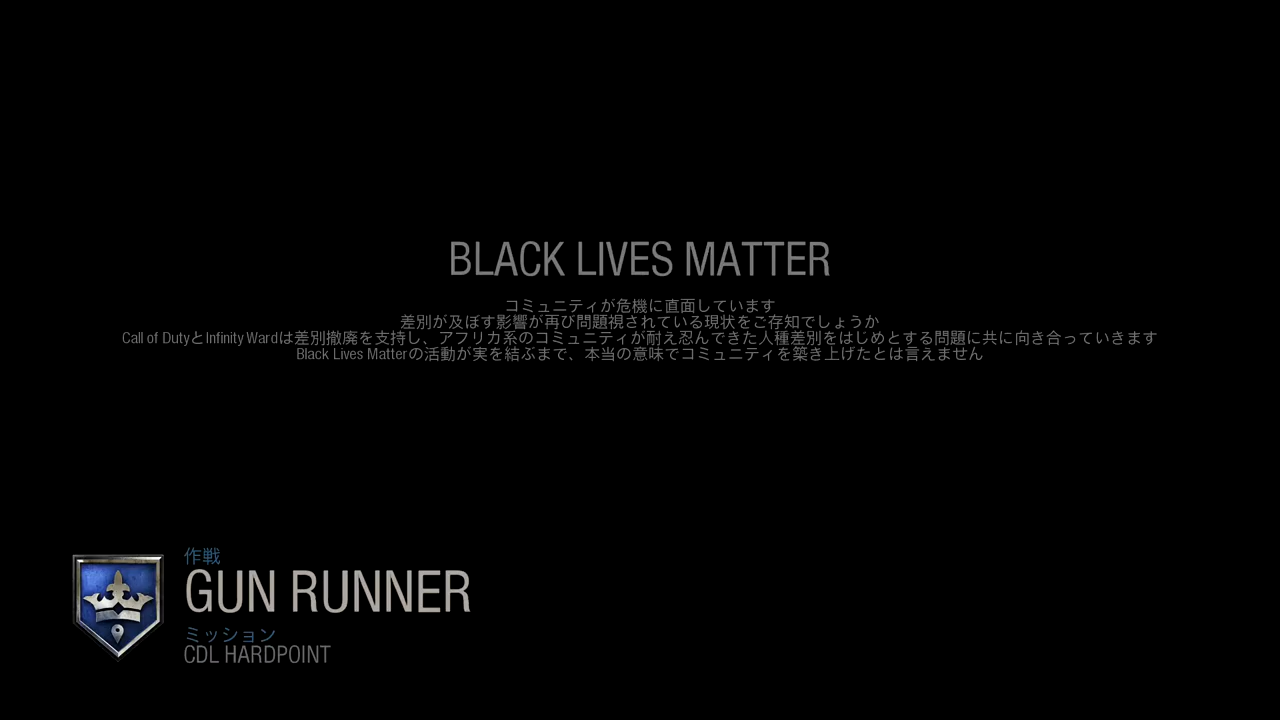 BLACK LIVES MATTER
コミュニティが危機に直面しています
差別が及ぼす影響が再び問題視されている現状をご存知でしょうか
Call of DutyとInfinity Wardは差別撤廃を支持し、アフリカ系のコミュニティが耐え忍んできた人種差別をはじめとする問題に共に向き合っていきます
Black Lives Matterの活動が実を結ぶまで、本当の意味でコミュニティを築き上げたとは言えません
作戦
GUN RUNNER
ミッション
CDL HARDPOINT